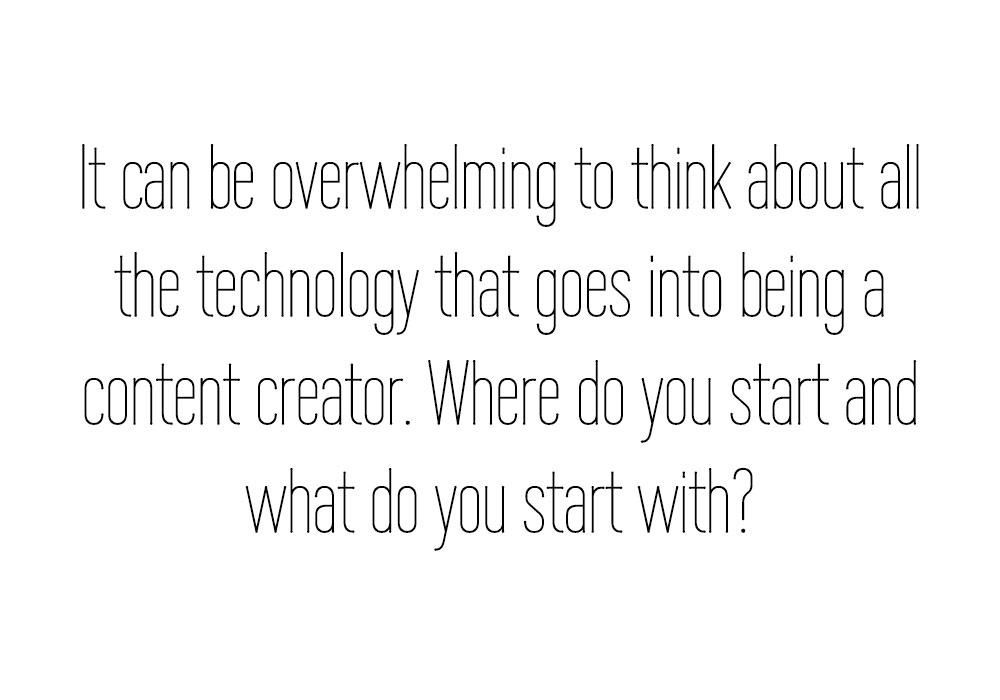 It can be overwhelming to think about all
the technology that goes into being a
content creator. Where do you start and
what do you start with?